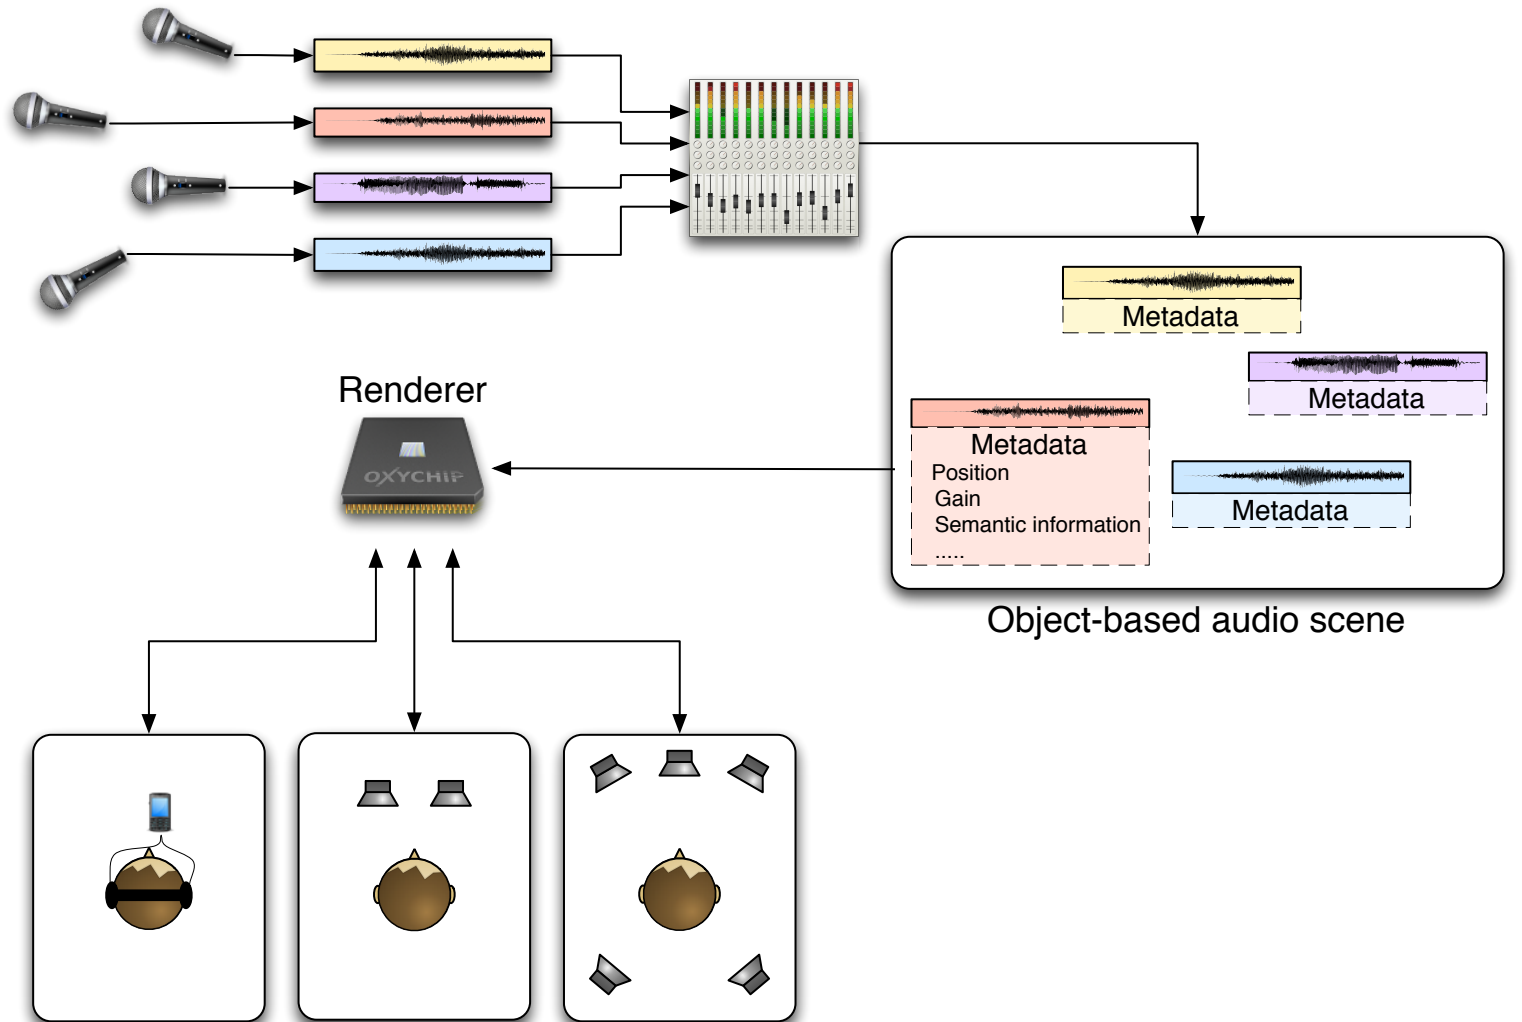 Metadata
Metadata
Renderer
OXYCHIP
Metadata
Position
Gain
Semantic information
.....
Metadata
Object-based audio scene